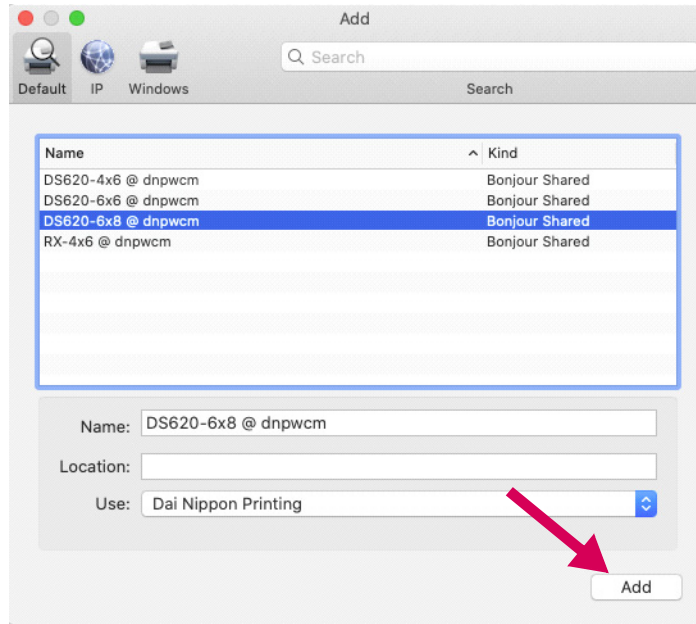 Add
Search
Default IP Windows Search
Name Kind
DS620-4x6 @ dnpwcm Bonjour Shared
DS620-6x6 @ dnpwcm Bonjour Shared
DS620-6x8 @ dnpwcm Bonjour Shared
RX-4x6 @ dnpwcm Bonjour Shared
Name: DS620-6x8 @ dnpwcm
Location:
Use: Dai Nippon Printing
Add